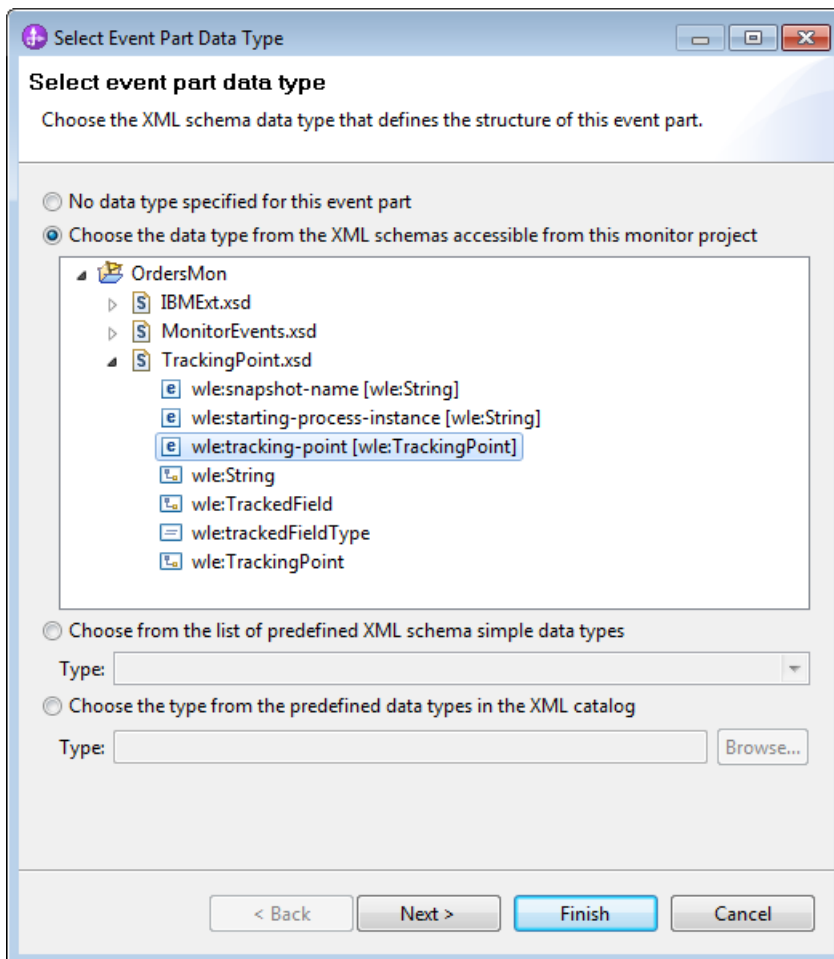 Select Event Part Data Type
Select event part data type
Choose the XML schema data type that defines the structure of this event part.
No data type specified for this event part
Choose the data type from the XML schemas accessible from this monitor project
OrdersMon
IBMExt.xsd
MonitorEvents.xsd
TrackingPoint.xsd
wle:snapshot-name [wle:String]
wle:starting-process-instance [wle:String]
wle:tracking-point [wle:TrackingPoint]
wle:String
wle:TrackedField
wle:trackedFieldType
wle:TrackingPoint
Choose from the list of predefined XML schema simple data types
Type:
Choose the type from the predefined data types in the XML catalog
Type: Browse...
< Back Next > Finish Cancel